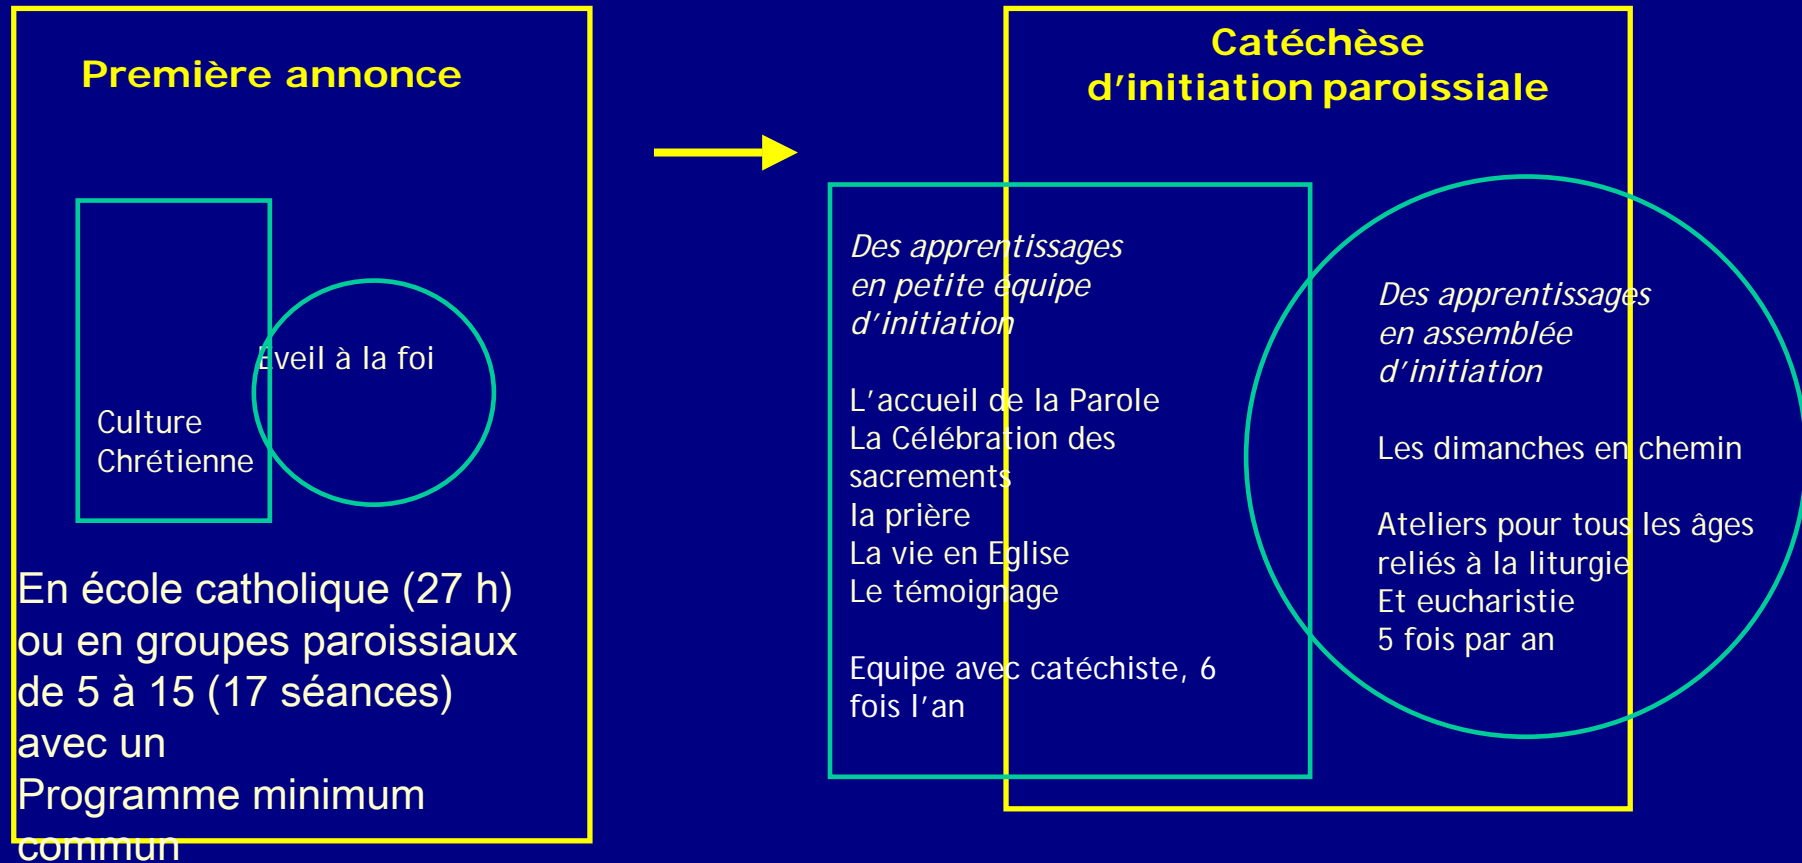 Première annonce
Eveil à la foi
Culture
Chrétienne
En école catholique (27 h)
ou en groupes paroissiaux
de 5 à 15 (17 séances)
avec un
Programme minimum
commun
Catéchèse
d’initiation paroissiale
Des apprentissages
en petite équipe
d’initiation
L’accueil de la Parole
La Célébration des
sacrements
la prière
La vie en Eglise
Le témoignage
Equipe avec catéchiste, 6
fois l’an
Des apprentissages
en assemblée
d’initiation
Les dimanches en chemin
Ateliers pour tous les âges
reliés à la liturgie
Et eucharistie
5 fois par an